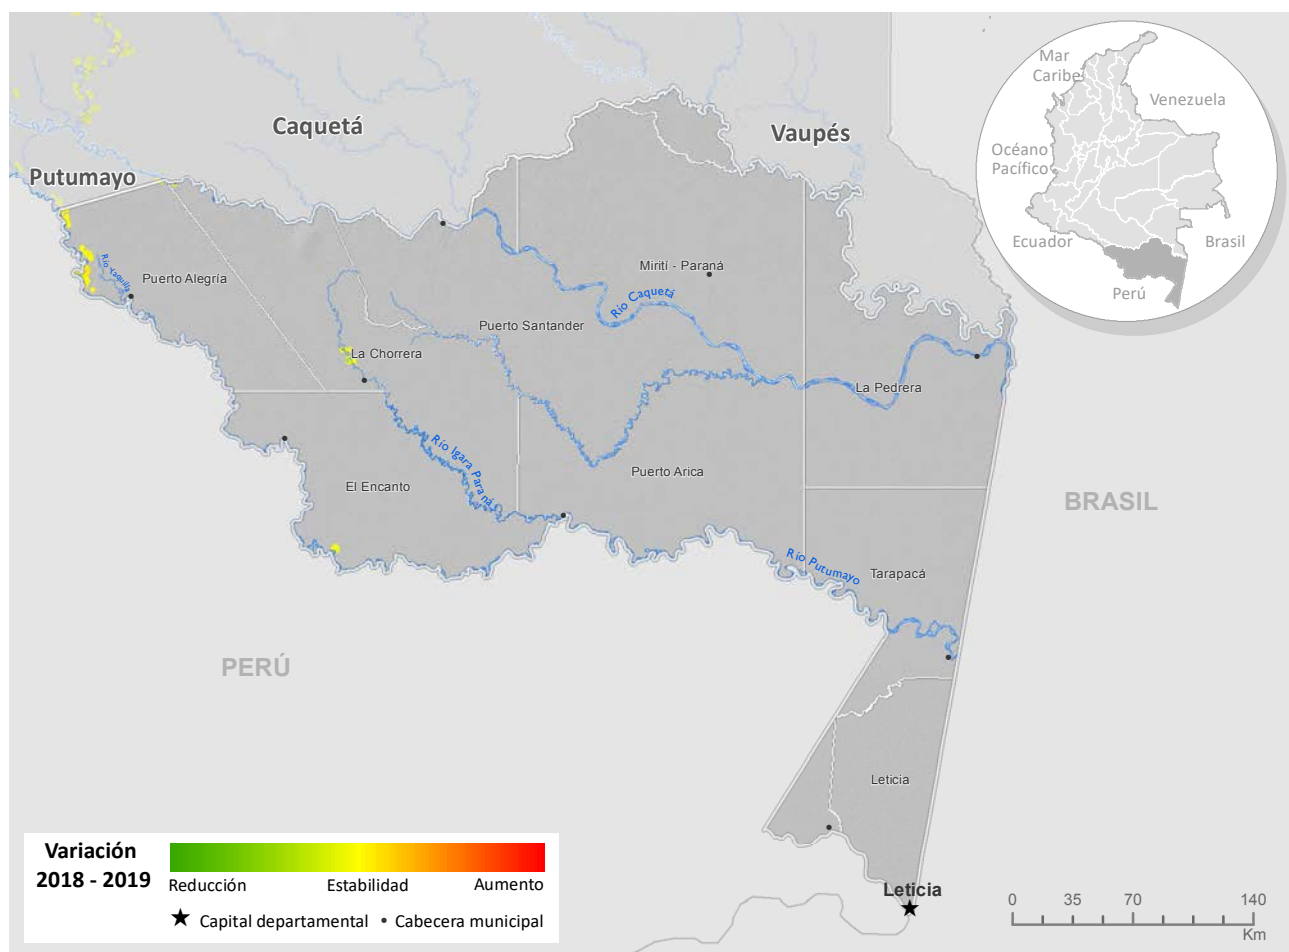 Mar
Caribe
Venezuela
Océano
Pacífico
Ecuador
Brasil
Perú
Caquetá
Vaupés
Putumayo
Río Yaquilla
Puerto Alegría
Mirití - Paraná
Río Caquetá
Puerto Santander
La Chorrera
La Pedrera
Río Igara Paraná
Puerto Arica
El Encanto
BRASIL
Río Putumayo
Tarapacá
PERÚ
Leticia
Leticia
Variación
2018 - 2019
Reducción Estabilidad Aumento
Capital departamental • Cabecera municipal
0 35 70 140
Km